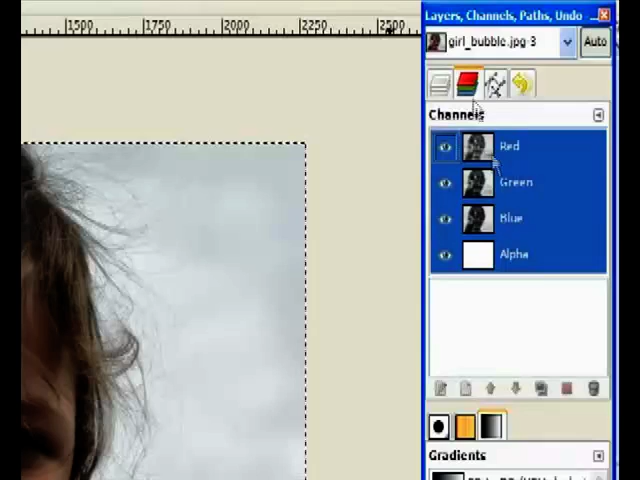 Layers, Channels, Paths, Undo -
1500 1750 2000 2250 2500
girl_bubble.jpg-3 Auto
Channels
Red
Green
Blue
Alpha
Gradients